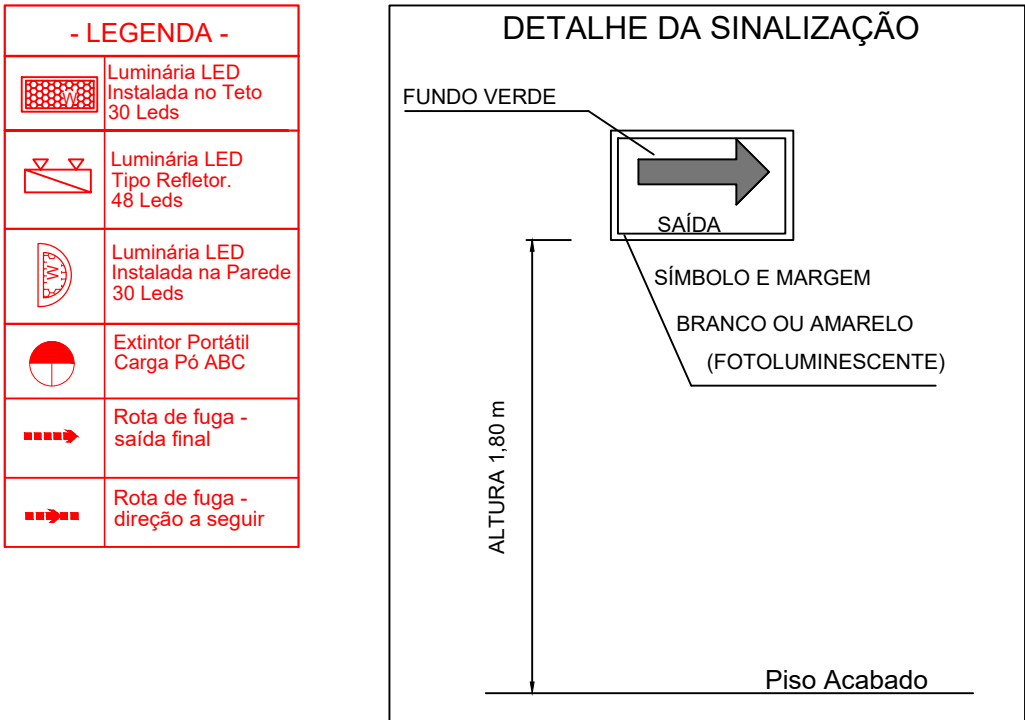 - LEGENDA -
Luminária LED
Instalada no Teto
30 Leds
W
Luminária LED
Tipo Refletor.
48 Leds
W
Luminária LED
Instalada na Parede
30 Leds
Extintor Portátil
Carga Pó ABC
Rota de fuga -
saída final
Rota de fuga -
direção a seguir
DETALHE DA SINALIZAÇÃO
FUNDO VERDE
SAÍDA
SÍMBOLO E MARGEM
BRANCO OU AMARELO
(FOTOLUMINESCENTE)
ALTURA 1,80 m
Piso Acabado